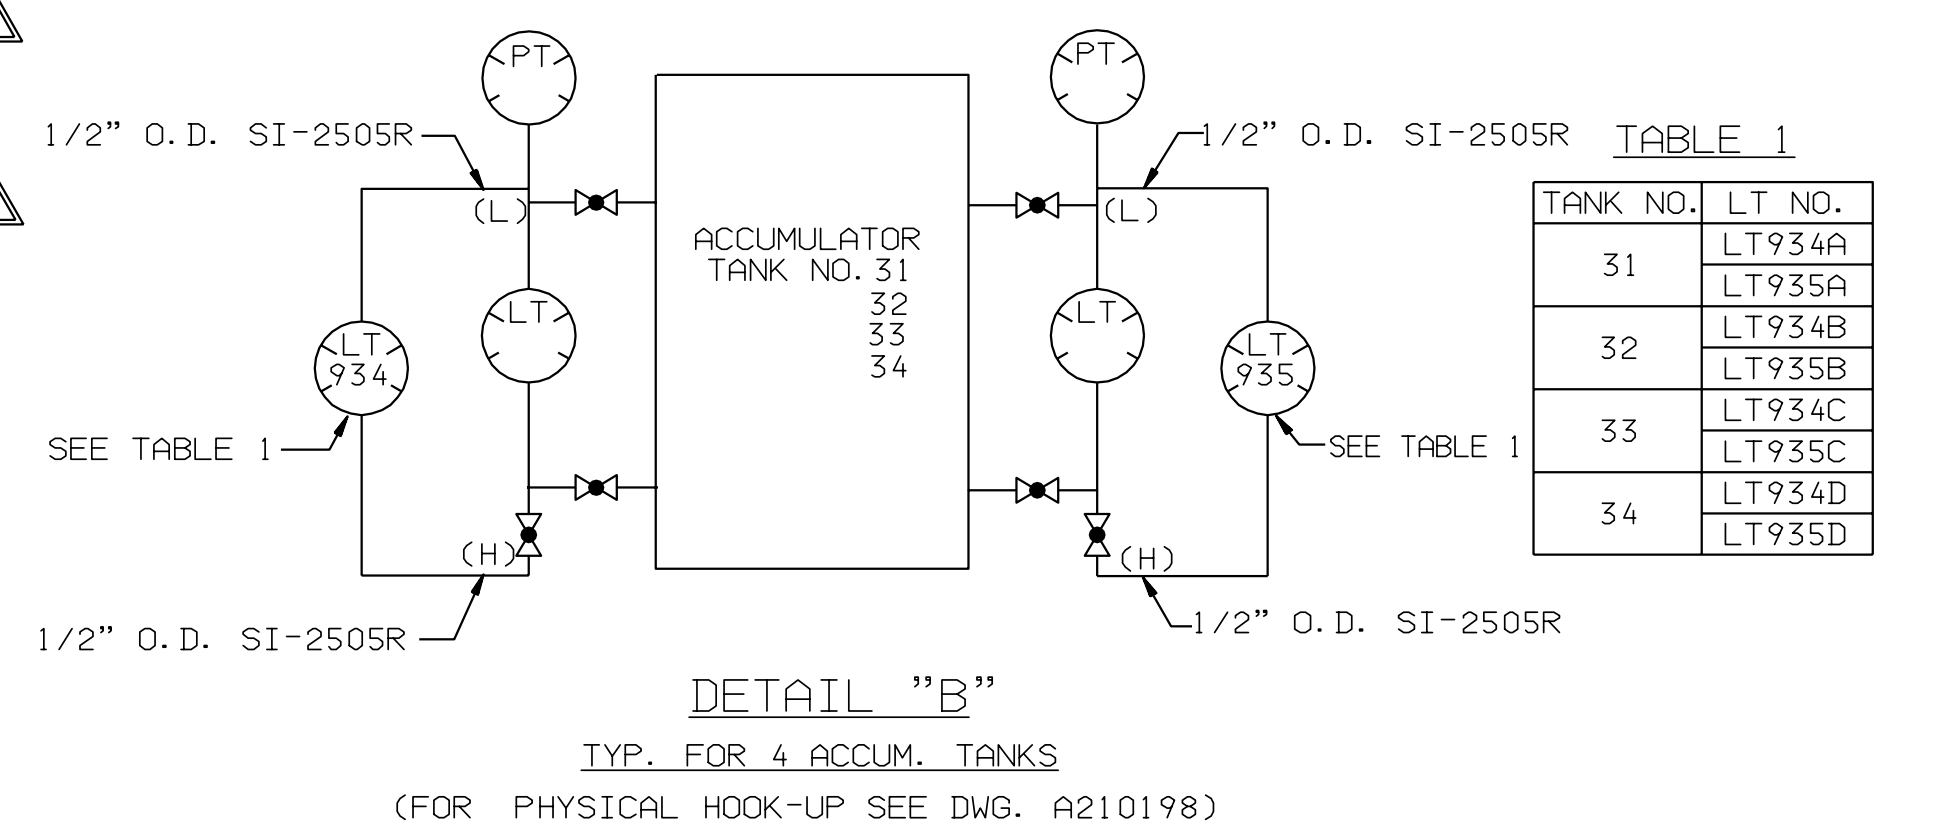 PT
PT
1/2” O.D. SI-2505R
1/2” O.D. SI-2505R
(L)
(L)
ACCUMULATOR
TANK NO. 31
32
33
34
LT
LT
LT
934
LT
935
SEE TABLE 1
SEE TABLE 1
(H)
(H)
1/2” O.D. SI-2505R
1/2” O.D. SI-2505R
TABLE 1
TANK NO. LT NO.
31 LT934A
LT935A
32 LT934B
LT935B
33 LT934C
LT935C
34 LT934D
LT935D
DETAIL ”B”
TYP. FOR 4 ACCUM. TANKS
(FOR PHYSICAL HOOK-UP SEE DWG. A210198)